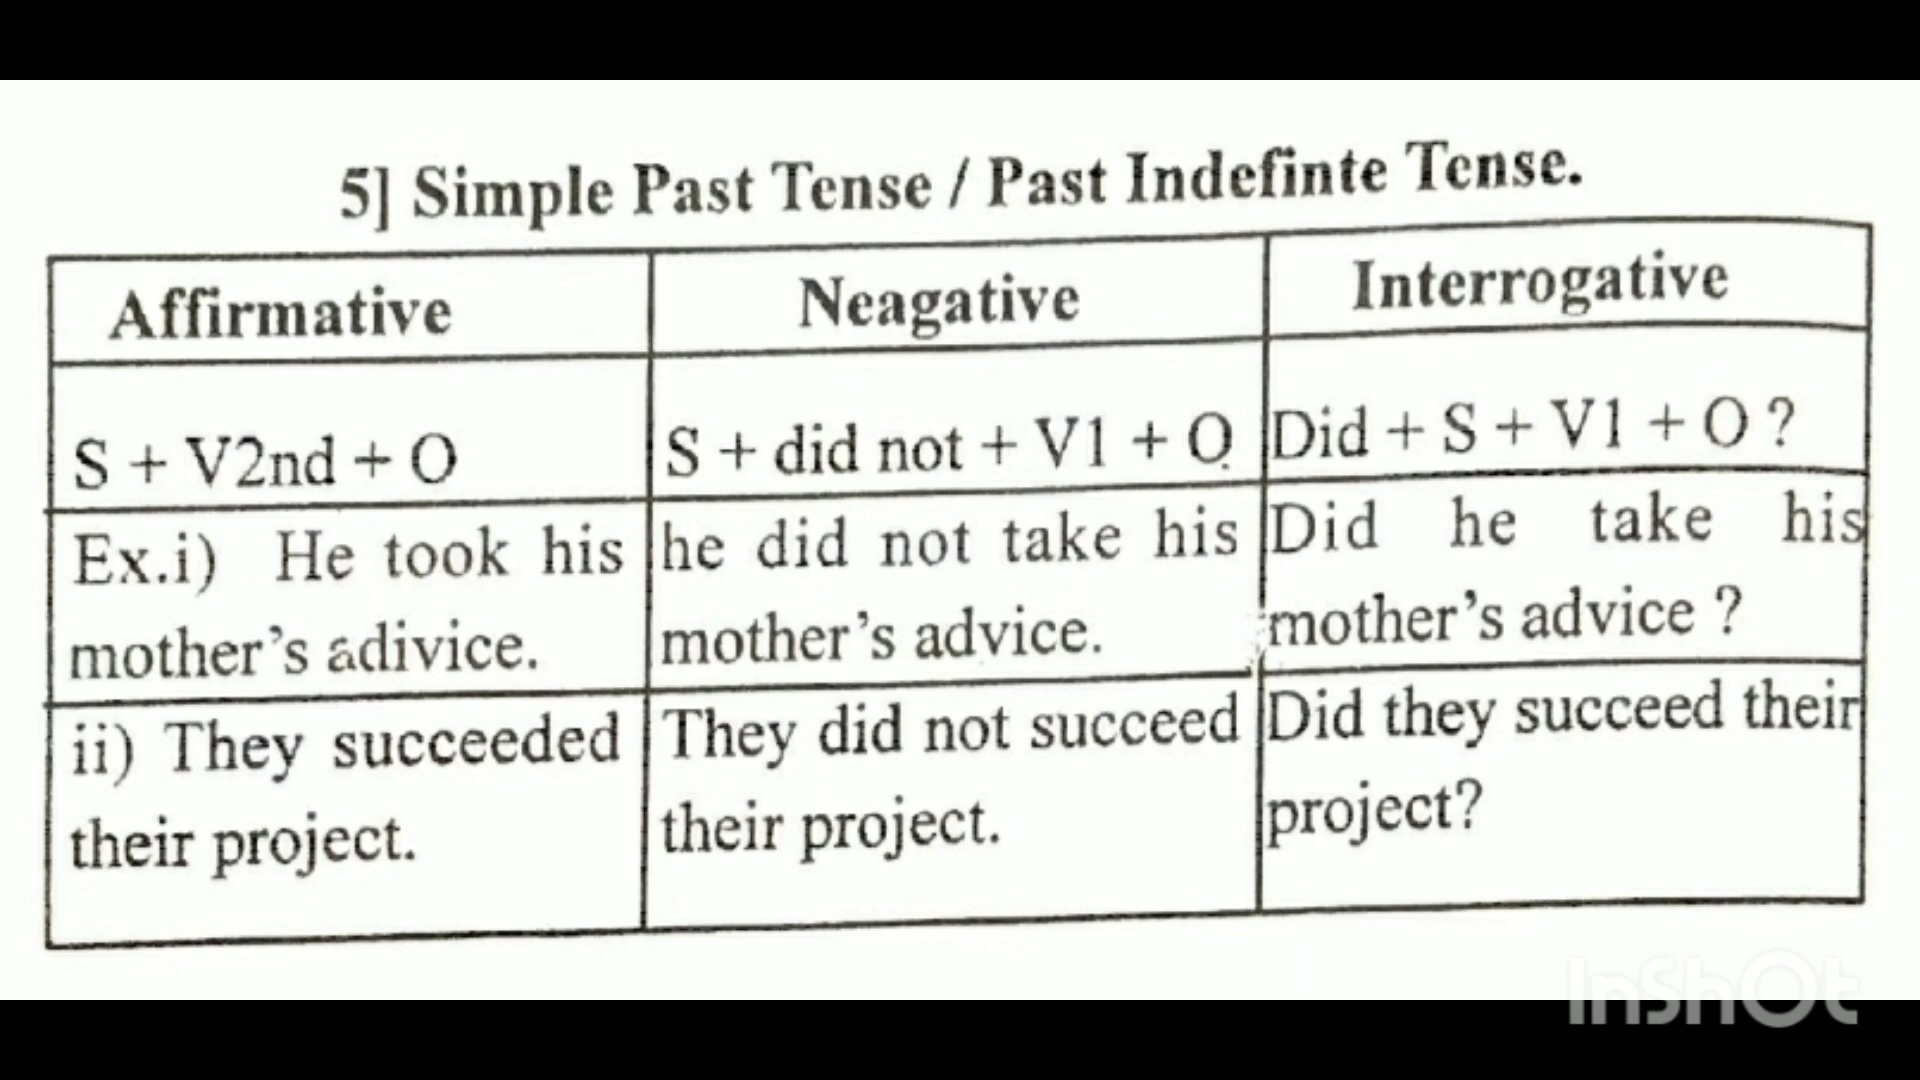 5] Simple Past Tense / Past Indefinte Tense.
Affirmative Neagative Interrogative
S + V2nd + O S + did not + V1 + O Did + S + V1 + O ?
Ex.i) He took his he did not take his Did he take his
mother's adivice. mother's advice. mother's advice ?
ii) They succeeded They did not succeed Did they succeed their
their project. their project. project?
InShOt